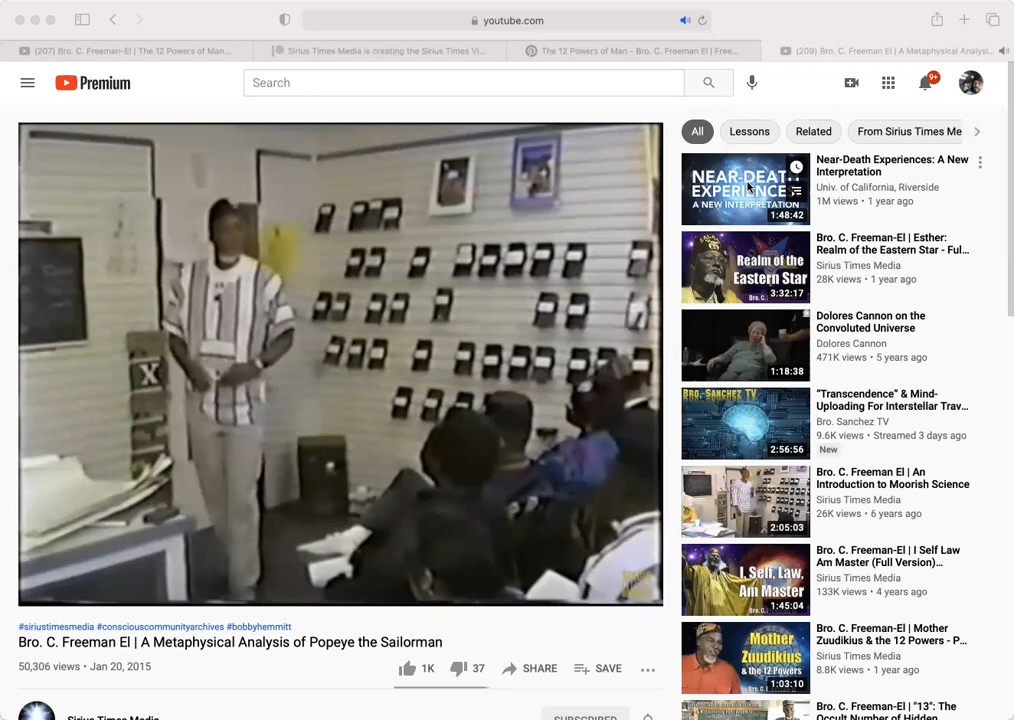 youtube.com
(207) Bro. C. Freeman-El | The 12 Powers of Man...
Sirius Times Media is creating the Sirius Times Vi...
The 12 Powers of Man - Bro. C. Freeman El | Free...
(209) Bro. C. Freeman El | A Metaphysical Analysi...
Premium
Search
9+
All
Lessons
Related
From Sirius Times Me
X
NEAR-DEATH
EXPERIENCES
A NEW INTERPRETATION
1:48:42
Near-Death Experiences: A New
Interpretation
Univ. of California, Riverside
1M views • 1 year ago
Realm of the
Eastern Star
3:32:17
Bro. C. Freeman-El | Esther:
Realm of the Eastern Star - Ful...
Sirius Times Media
28K views • 1 year ago
1:18:38
Dolores Cannon on the
Convoluted Universe
Dolores Cannon
471K views • 5 years ago
BRO. SANCHEZ TV
2:56:56
“Transcendence” & Mind-
Uploading For Interstellar Trav...
Bro. Sanchez TV
9.6K views • Streamed 3 days ago
New
2:05:03
Bro. C. Freeman El | An
Introduction to Moorish Science
Sirius Times Media
26K views • 6 years ago
I, Self, Law,
Am Master
1:45:04
Bro. C. Freeman-El | I Self Law
Am Master (Full Version)...
Sirius Times Media
133K views • 4 years ago
Mother
Zuudikius
& the 12 Powers
1:03:10
Bro. C. Freeman-El | Mother
Zuudikius & the 12 Powers - P...
Sirius Times Media
8.8K views • 1 year ago
Bro. C. Freeman-El | "13": The
Occult Number of Hidden
#siriustimesmedia #consciouscommunityarchives #bobbyhemmitt
Bro. C. Freeman El | A Metaphysical Analysis of Popeye the Sailorman
50,306 views • Jan 20, 2015
1K
37
SHARE
SAVE
Sirius Times Media
SUBSCRIBED